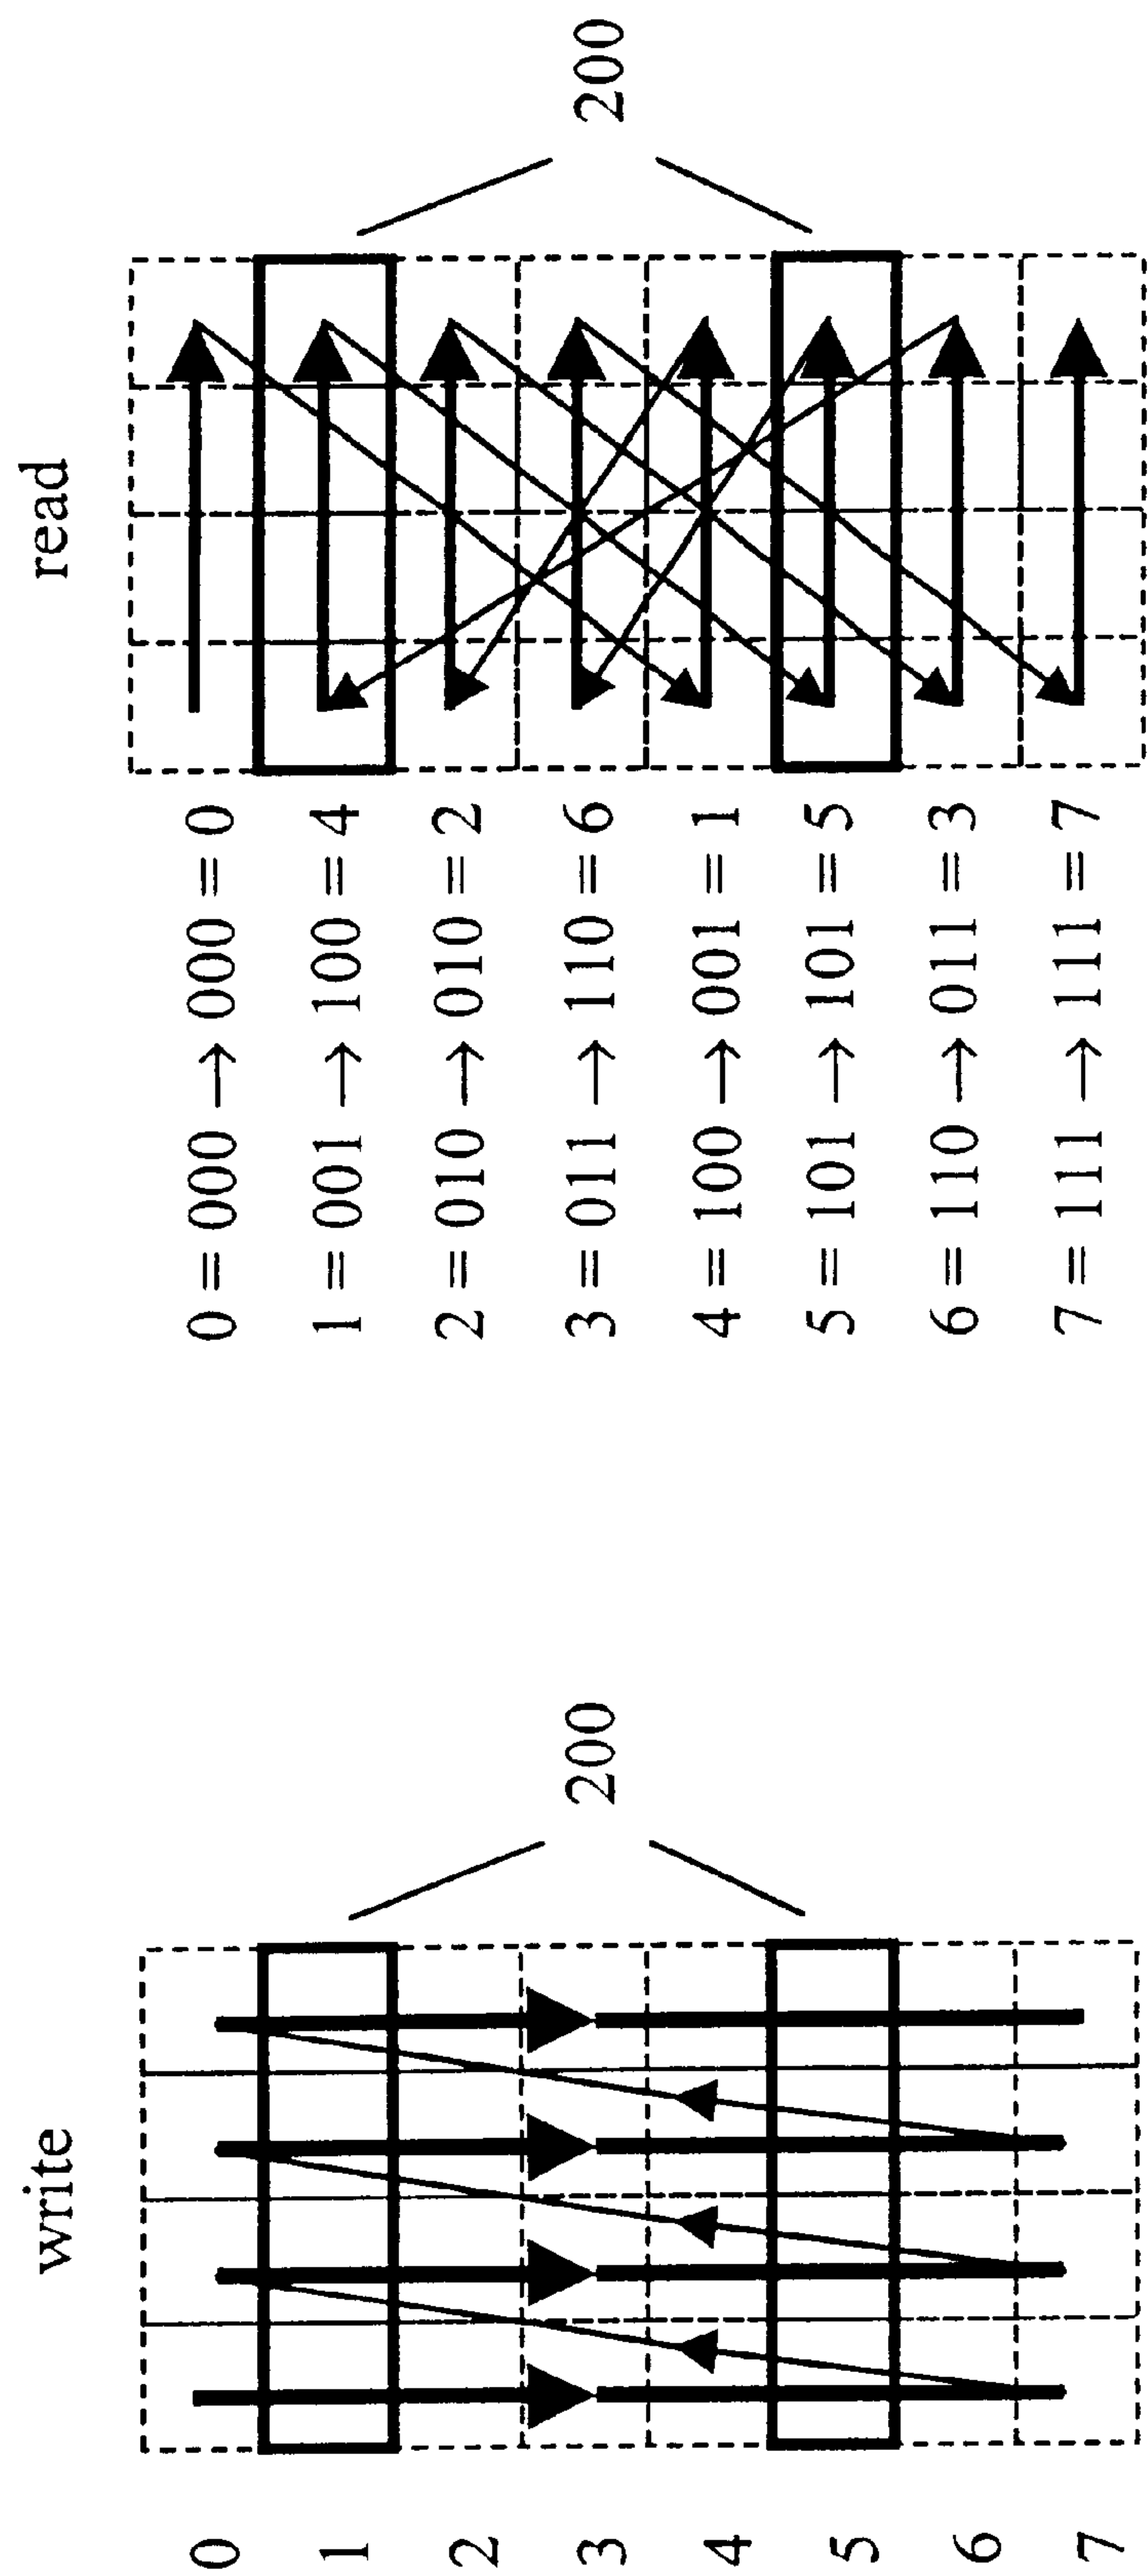 write
0
1
2
3
4
5
6
7
200
read
0 = 000 → 000 = 0
1 = 001 → 100 = 4
2 = 010 → 010 = 2
3 = 011 → 110 = 6
4 = 100 → 001 = 1
5 = 101 → 101 = 5
6 = 110 → 011 = 3
7 = 111 → 111 = 7
200